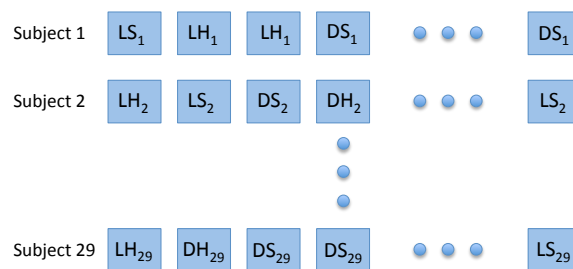 Subject 1 LS₁ LH₁ LH₁ DS₁ DS₁
Subject 2 LH₂ LS₂ DS₂ DH₂ LS₂
Subject 29 LH₂₉ DH₂₉ DS₂₉ DS₂₉ LS₂₉